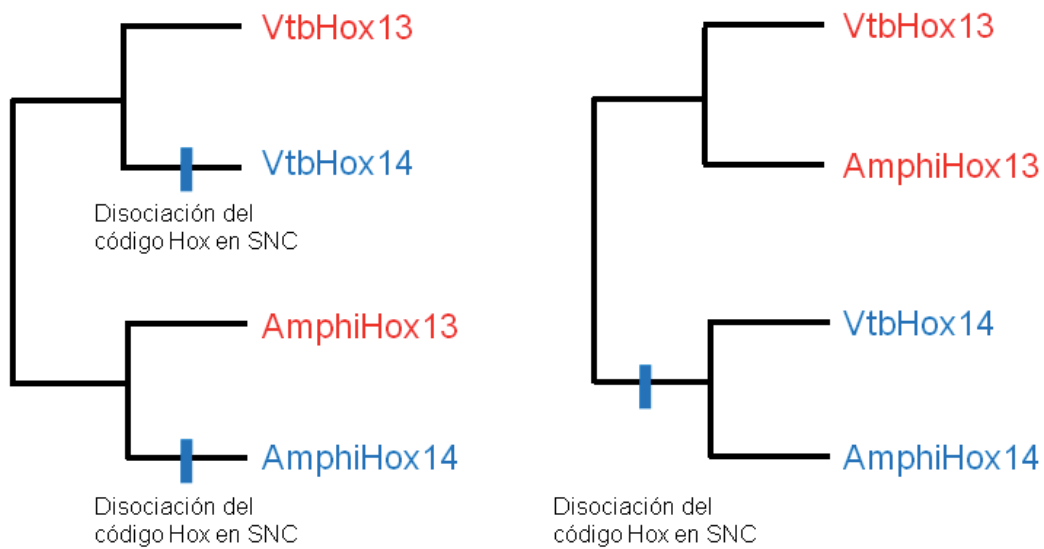 VtbHox13
VtbHox14
Disociación del
código Hox en SNC
AmphiHox13
AmphiHox14
Disociación del
código Hox en SNC
VtbHox13
AmphiHox13
VtbHox14
AmphiHox14
Disociación del
código Hox en SNC